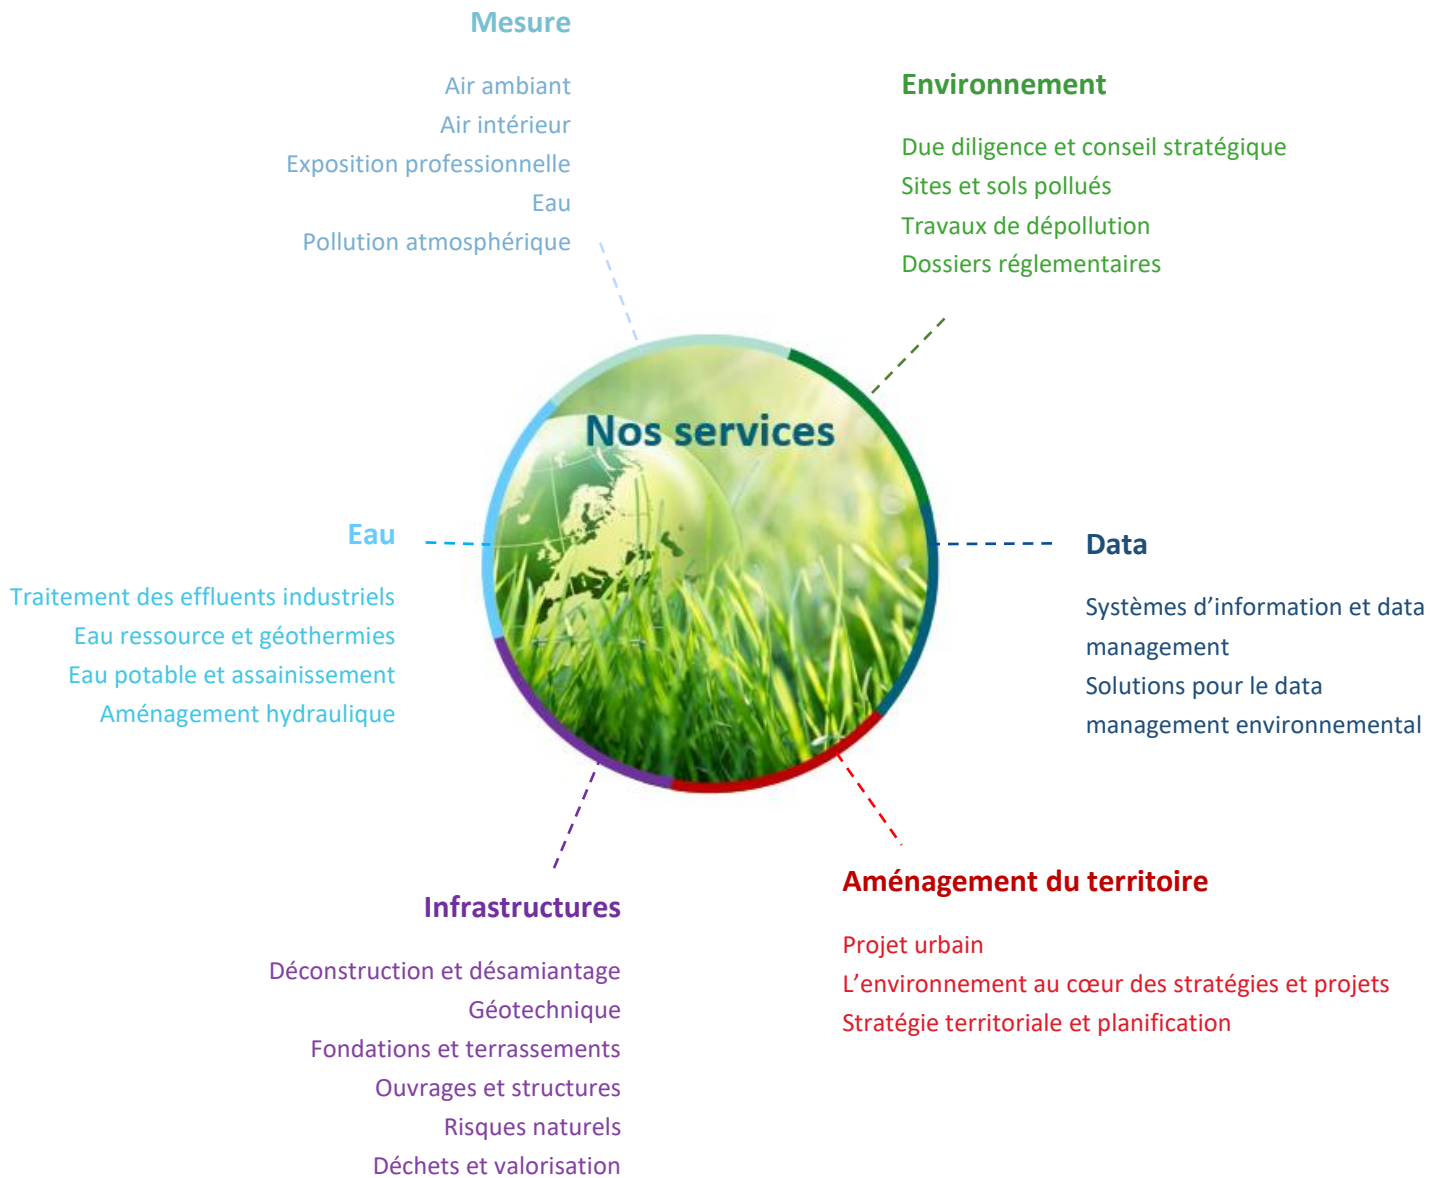 Mesure
Air ambiant
Air intérieur
Exposition professionnelle
Eau
Pollution atmosphérique
Environnement
Due diligence et conseil stratégique
Sites et sols pollués
Travaux de dépollution
Dossiers réglementaires
Nos services
Eau
Traitement des effluents industriels
Eau ressource et géothermies
Eau potable et assainissement
Aménagement hydraulique
Data
Systèmes d’information et data
management
Solutions pour le data
management environnemental
Infrastructures
Déconstruction et désamiantage
Géotechnique
Fondations et terrassements
Ouvrages et structures
Risques naturels
Déchets et valorisation
Aménagement du territoire
Projet urbain
L’environnement au cœur des stratégies et projets
Stratégie territoriale et planification